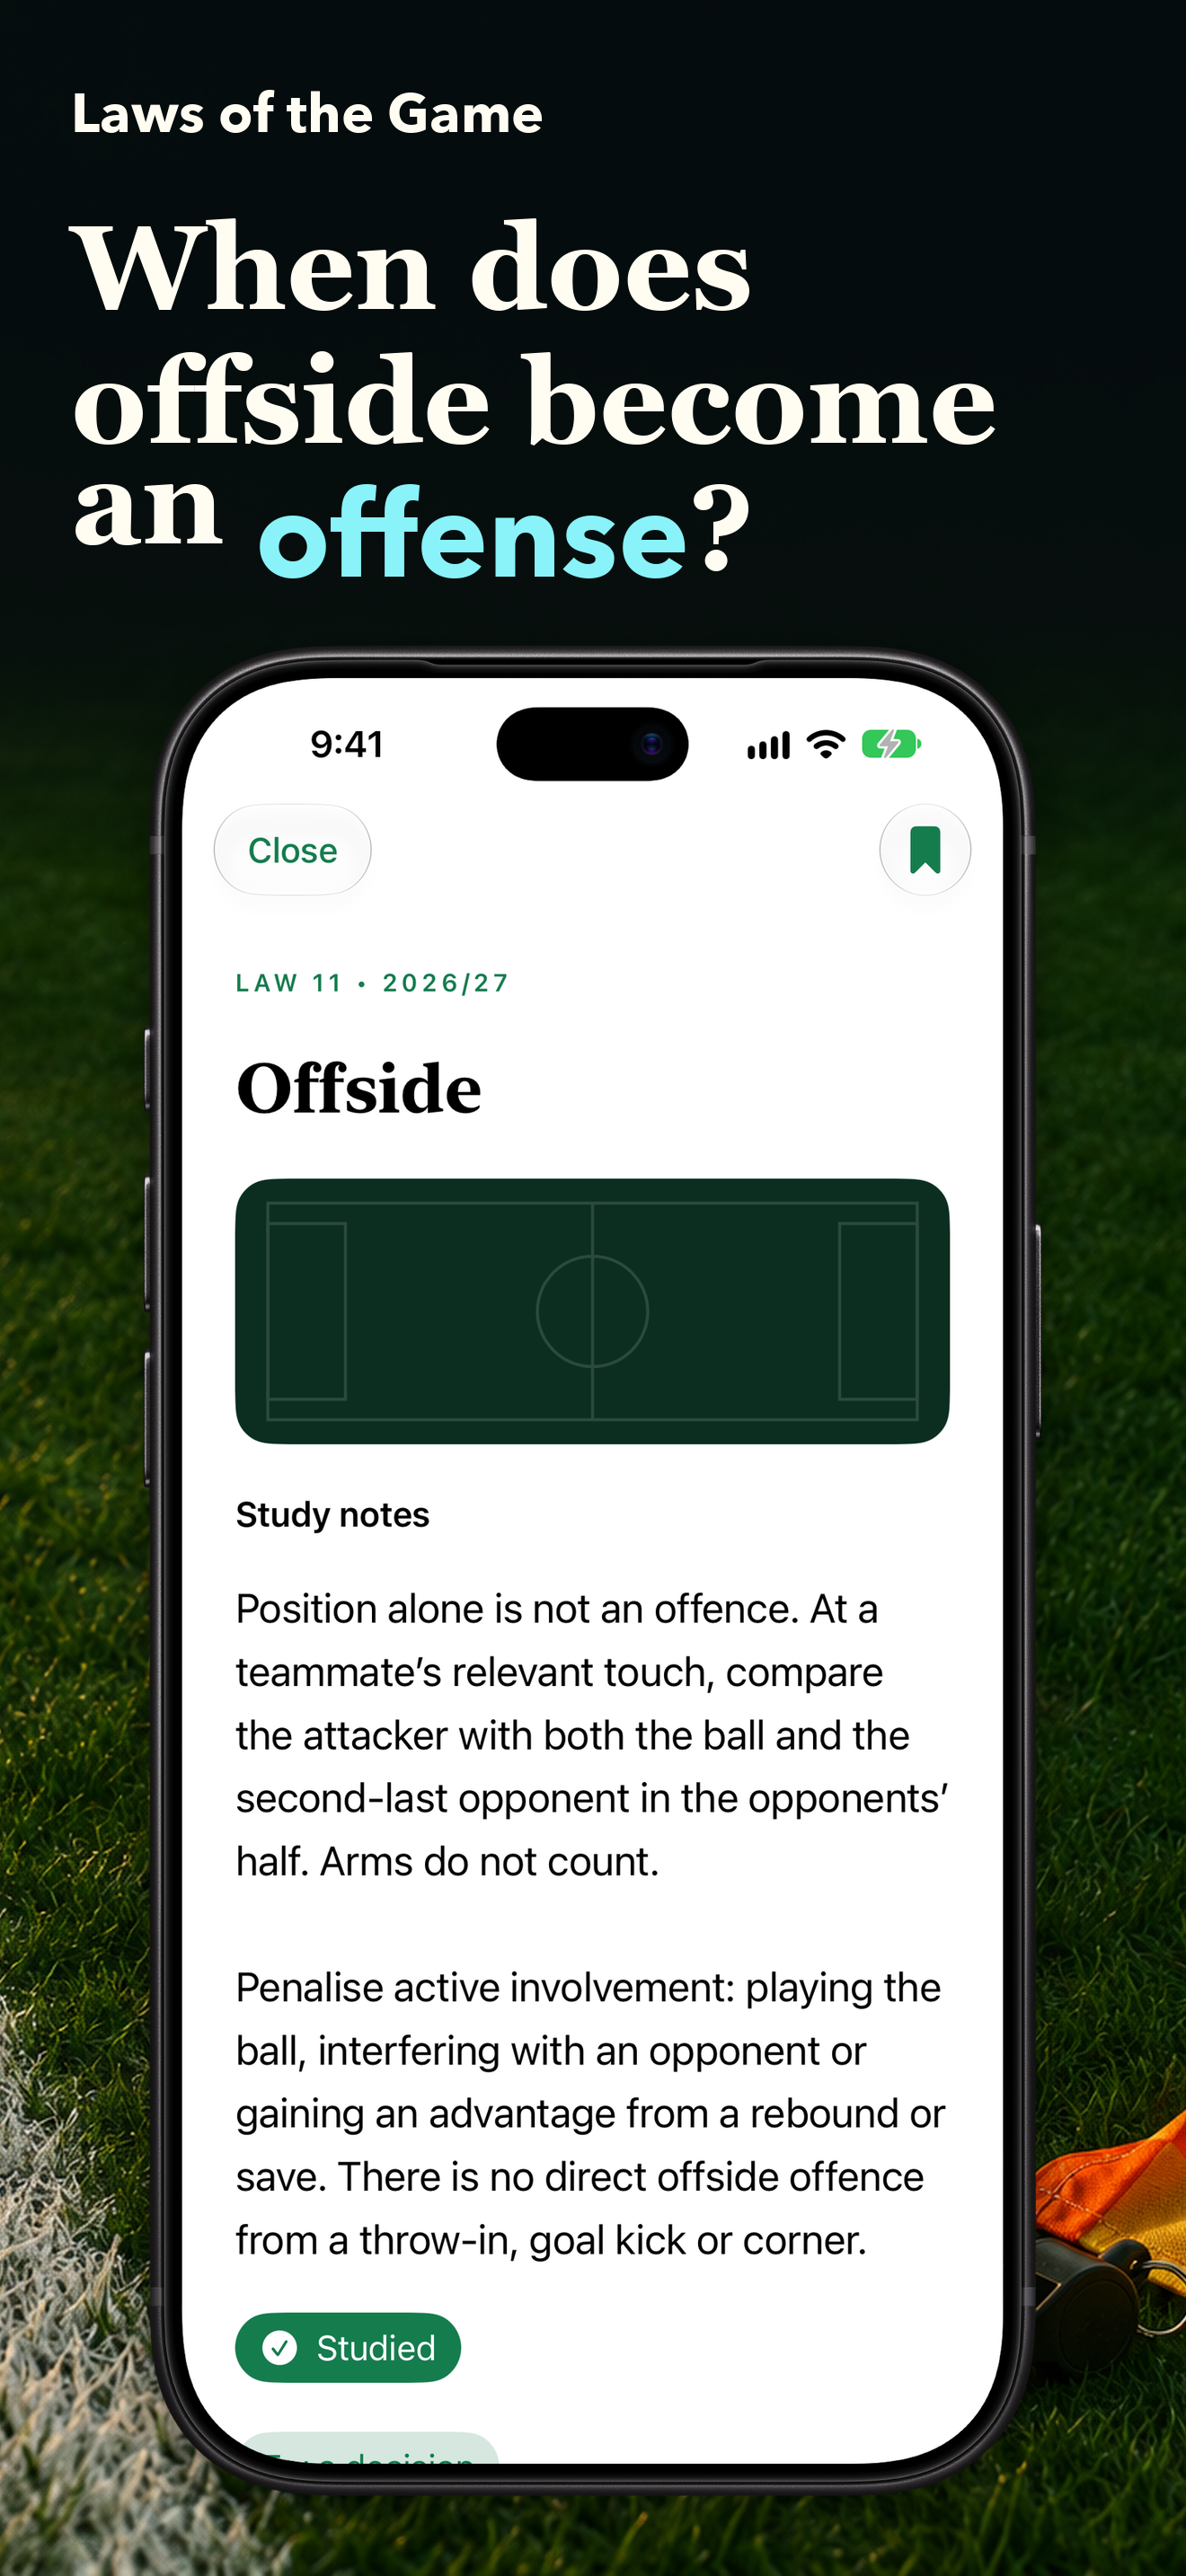 Laws of the Game
When does
offside become
an offense?
9:41
Close
LAW 11 • 2026/27
Offside
Study notes
Position alone is not an offence. At a
teammate’s relevant touch, compare
the attacker with both the ball and the
second-last opponent in the opponents’
half. Arms do not count.
Penalise active involvement: playing the
ball, interfering with an opponent or
gaining an advantage from a rebound or
save. There is no direct offside offence
from a throw-in, goal kick or corner.
Studied
Try a decision